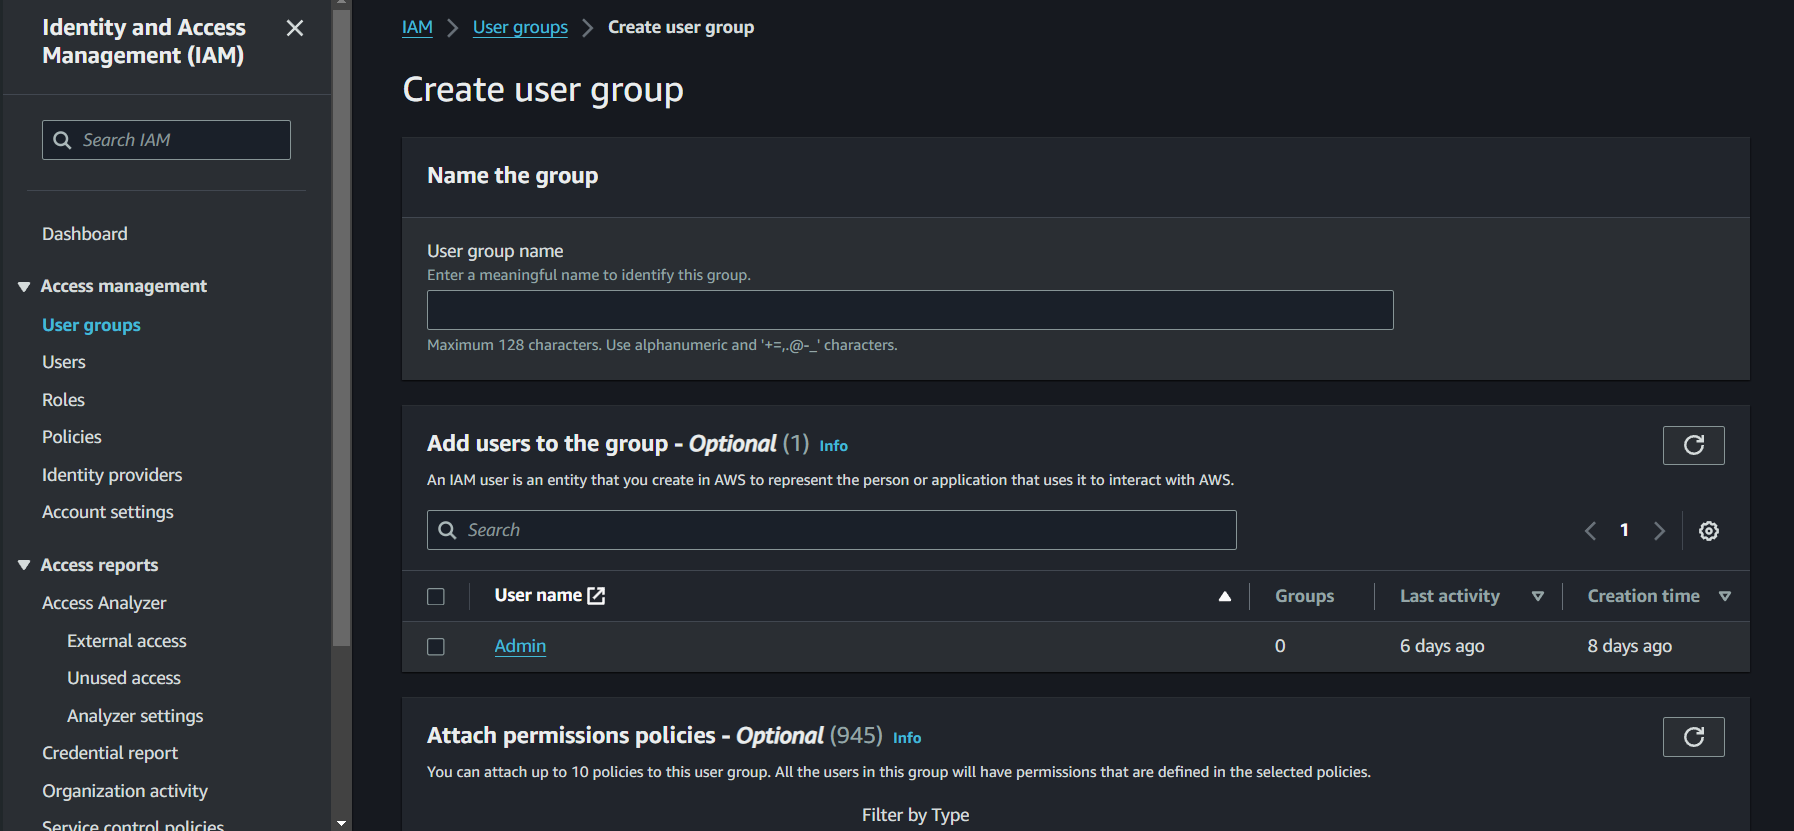 Identity and Access
Management (IAM)
Search IAM
Dashboard
Access management
User groups
Users
Roles
Policies
Identity providers
Account settings
Access reports
Access Analyzer
External access
Unused access
Analyzer settings
Credential report
Organization activity
Service control policies
IAM > User groups > Create user group
Create user group
Name the group
User group name
Enter a meaningful name to identify this group.
Maximum 128 characters. Use alphanumeric and '+=,.@-_' characters.
Add users to the group - Optional (1) Info
An IAM user is an entity that you create in AWS to represent the person or application that uses it to interact with AWS.
Search
1
User name Groups Last activity Creation time
Admin 0 6 days ago 8 days ago
Attach permissions policies - Optional (945) Info
You can attach up to 10 policies to this user group. All the users in this group will have permissions that are defined in the selected policies.
Filter by Type